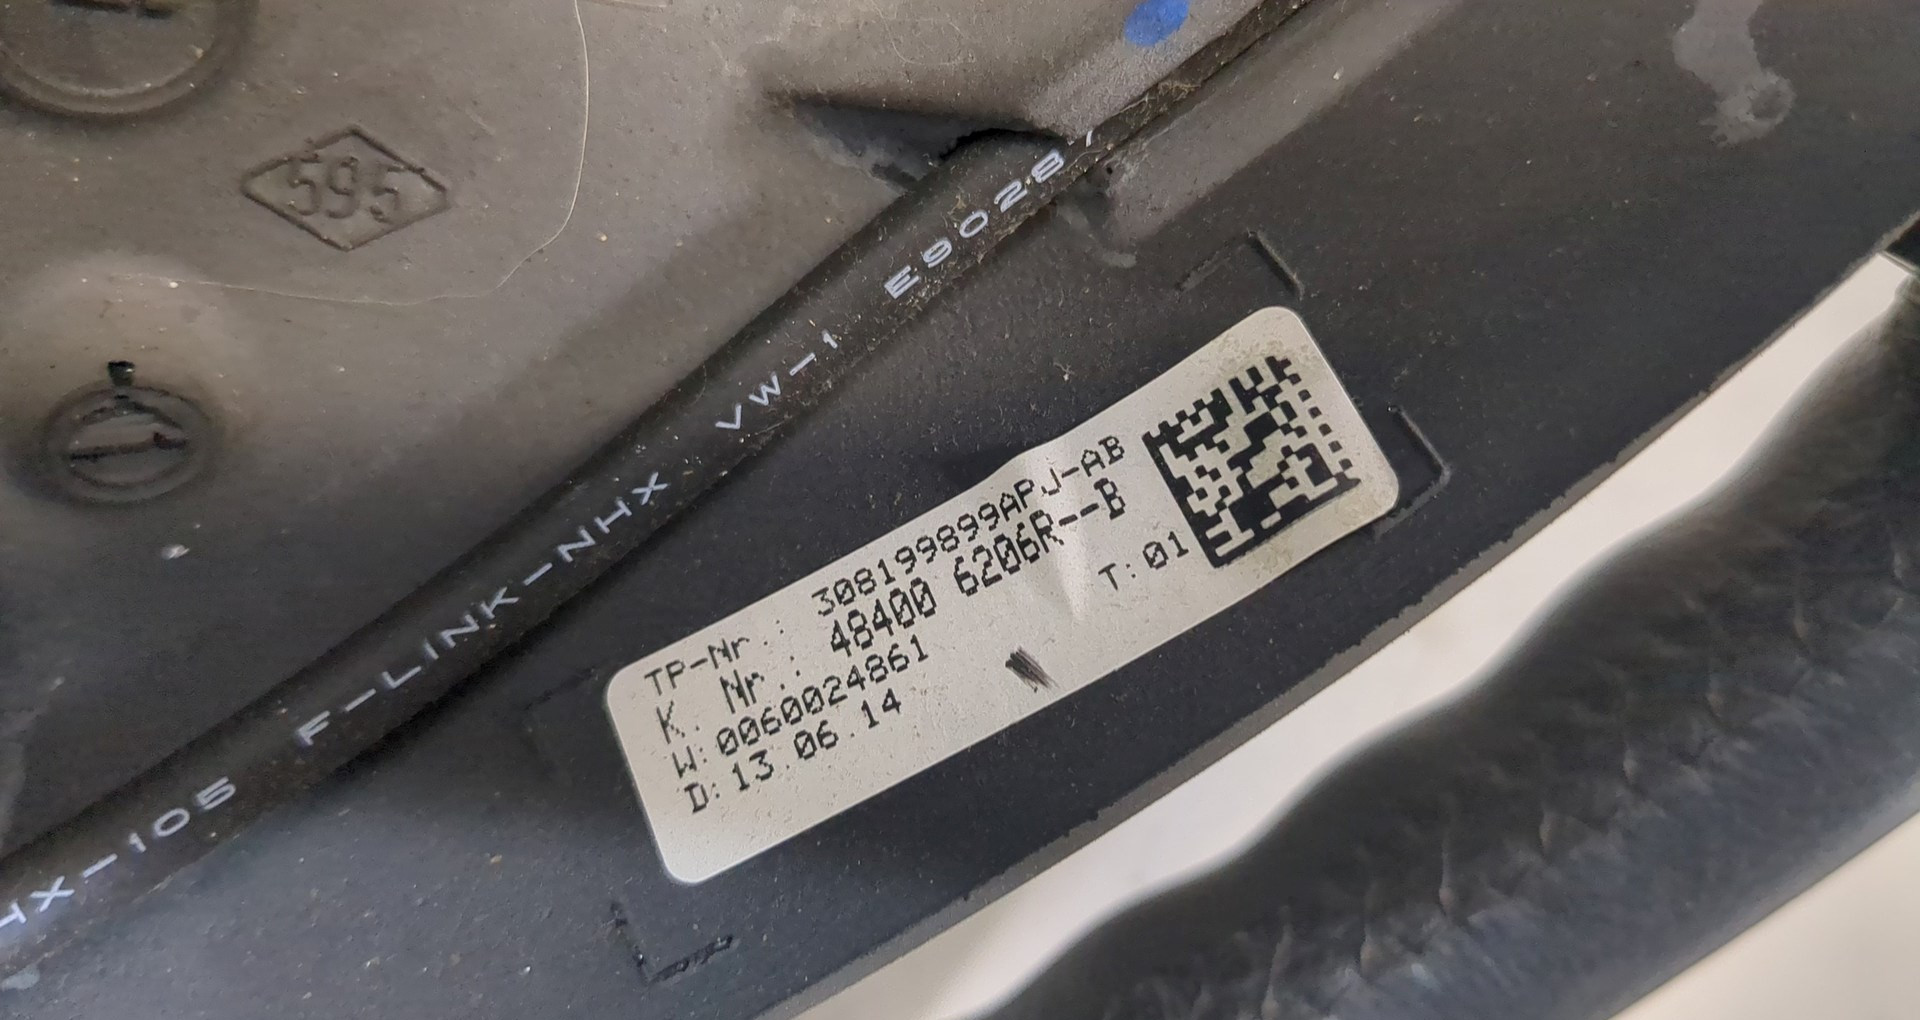 595
HX-105 F-LINK-NHX VW-1 E90287
TP-Nr.: 308199899APJ-AB
K. Nr.: 48400 6206R--B
W: 0060024861 T: 01
D: 13.06.14